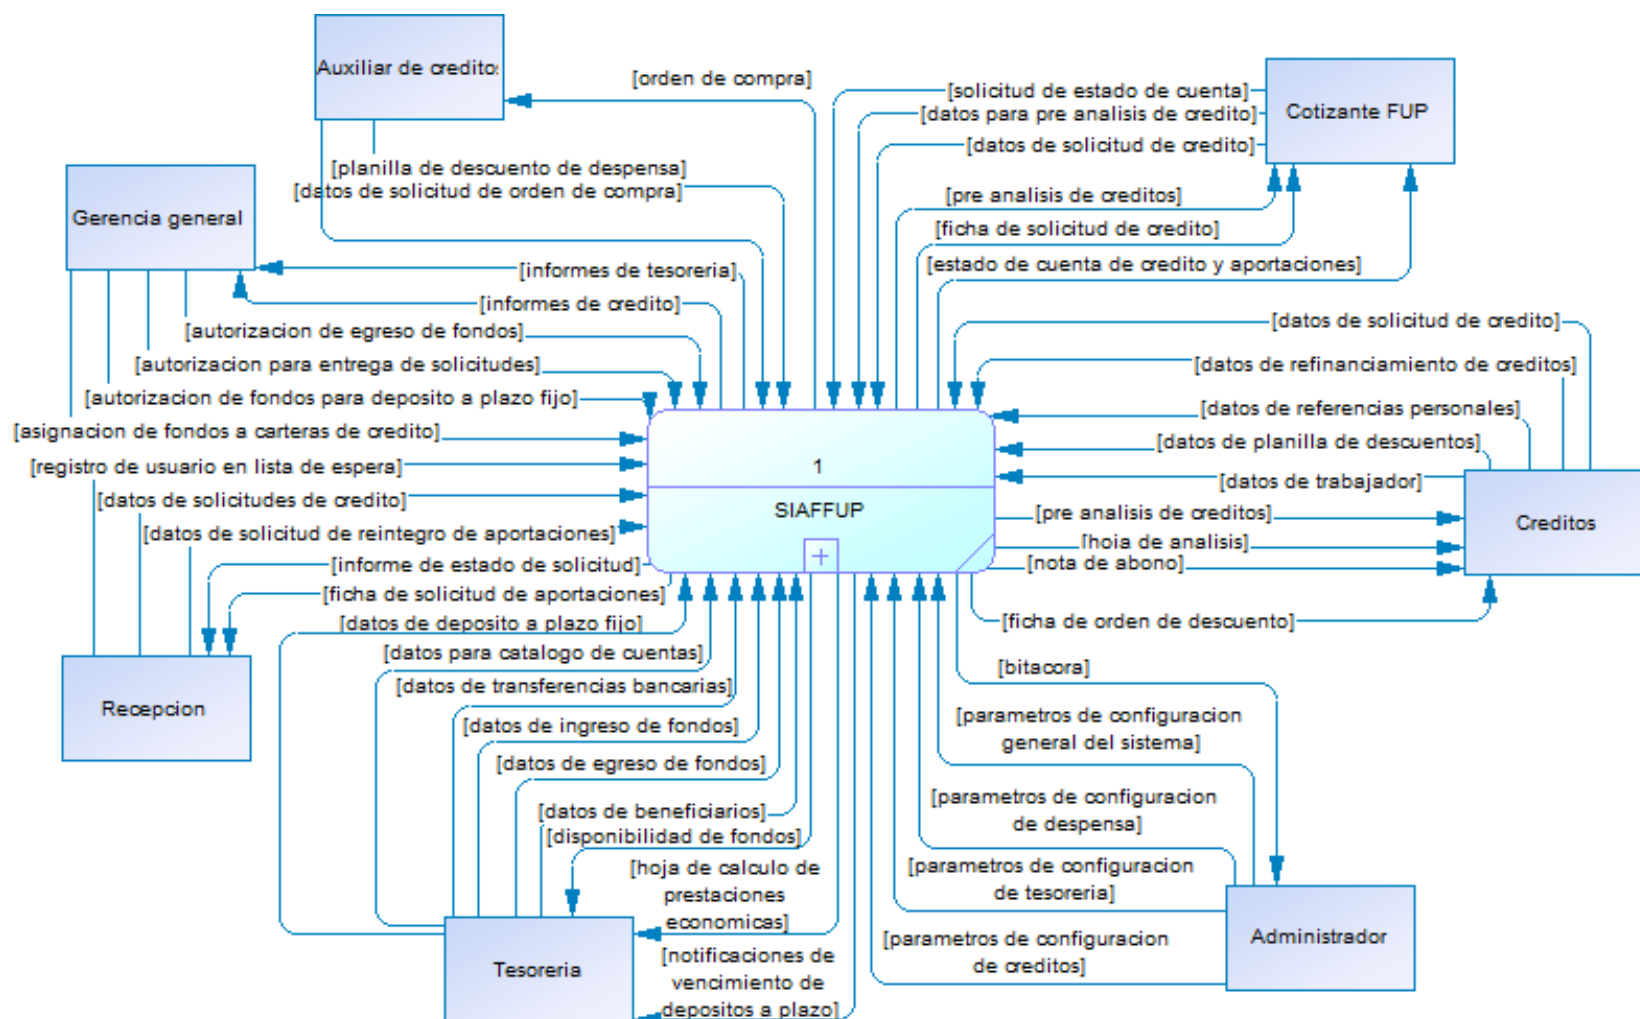 Auxiliar de credito
[orden de compra]
[solicitud de estado de cuenta]
[datos para pre analisis de credito]
[datos de solicitud de credito]
Cotizante FUP
[planilla de descuento de despensa]
[datos de solicitud de orden de compra]
[pre analisis de creditos]
[ficha de solicitud de credito]
[estado de cuenta de credito y aportaciones]
Gerencia general
[informes de tesoreria]
[informes de credito]
[autorizacion de egreso de fondos]
[autorizacion para entrega de solicitudes]
[autorizacion de fondos para deposito a plazo fijo]
[asignacion de fondos a carteras de credito]
[registro de usuario en lista de espera]
[datos de solicitudes de credito]
[datos de solicitud de reintegro de aportaciones]
[informe de estado de solicitud]
[ficha de solicitud de aportaciones]
[datos de deposito a plazo fijo]
[datos para catalogo de cuentas]
[datos de transferencias bancarias]
[datos de ingreso de fondos]
[datos de egreso de fondos]
[datos de beneficiarios]
[disponibilidad de fondos]
[hoja de calculo de
prestaciones
economicas]
[notificaciones de
vencimiento de
depositos a plazo]
Recepcion
Tesoreria
1
SIAFFUP
[datos de solicitud de credito]
[datos de refinanciamiento de creditos]
[datos de referencias personales]
[datos de planilla de descuentos]
[datos de trabajador]
[pre analisis de creditos]
[hoja de analisis]
[nota de abono]
[ficha de orden de descuento]
Creditos
[bitacora]
[parametros de configuracion
general del sistema]
[parametros de configuracion
de despensa]
[parametros de configuracion
de tesoreria]
[parametros de configuracion
de creditos]
Administrador